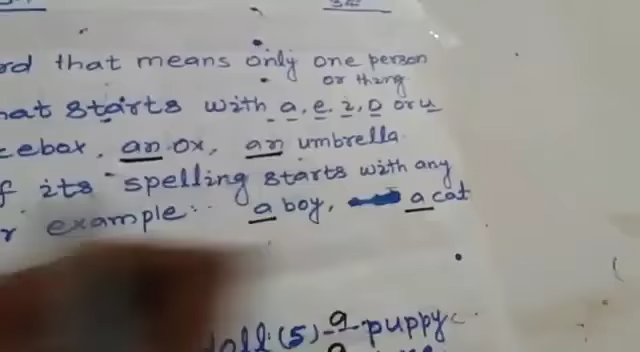 rd that means only one person
or thing
hat starts with a, e, i, o or u
cebox, an ox, an umbrella.
f its spelling starts with any
r example: a boy, a cat
doll. (5) a puppy